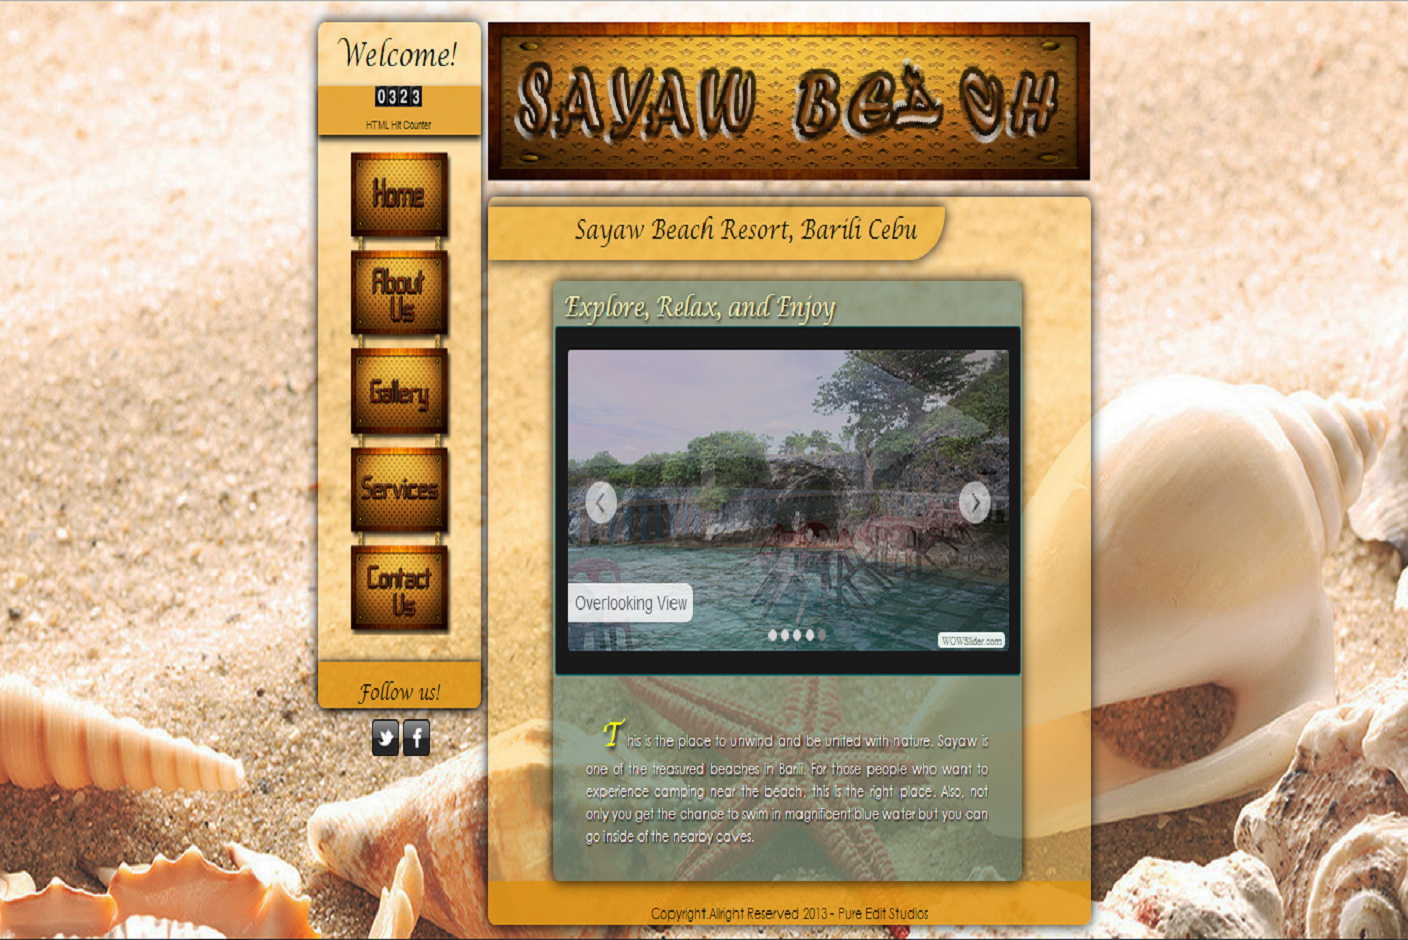 Welcome!
0323
HTML Hit Counter
Home
About
Us
Gallery
Services
Contact
Us
Follow us!
SAYAW BEACH
Sayaw Beach Resort, Barili Cebu
Explore, Relax, and Enjoy
Overlooking View
WOWSlider.com
This is the place to unwind and be united with nature. Sayaw is
one of the treasured beaches in Barili. For those people who want to
experience camping near the beach, this is the right place. Also, not
only you get the chance to swim in magnificent blue water but you can
go inside of the nearby caves.
Copyright.Allright Reserved 2013 - Pure Edit Studios